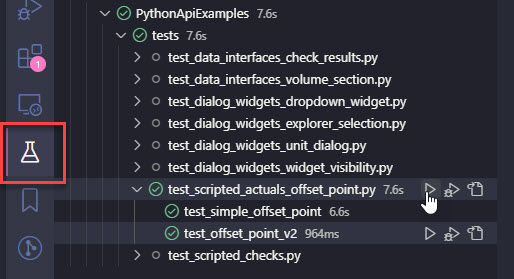 PythonApiExamples 7.6s
tests 7.6s
test_data_interfaces_check_results.py
test_data_interfaces_volume_section.py
test_dialog_widgets_dropdown_widget.py
test_dialog_widgets_explorer_selection.py
test_dialog_widgets_unit_dialog.py
test_dialog_widgets_widget_visibility.py
test_scripted_actuals_offset_point.py 7.6s
test_simple_offset_point 6.6s
test_offset_point_v2 964ms
test_scripted_checks.py
1